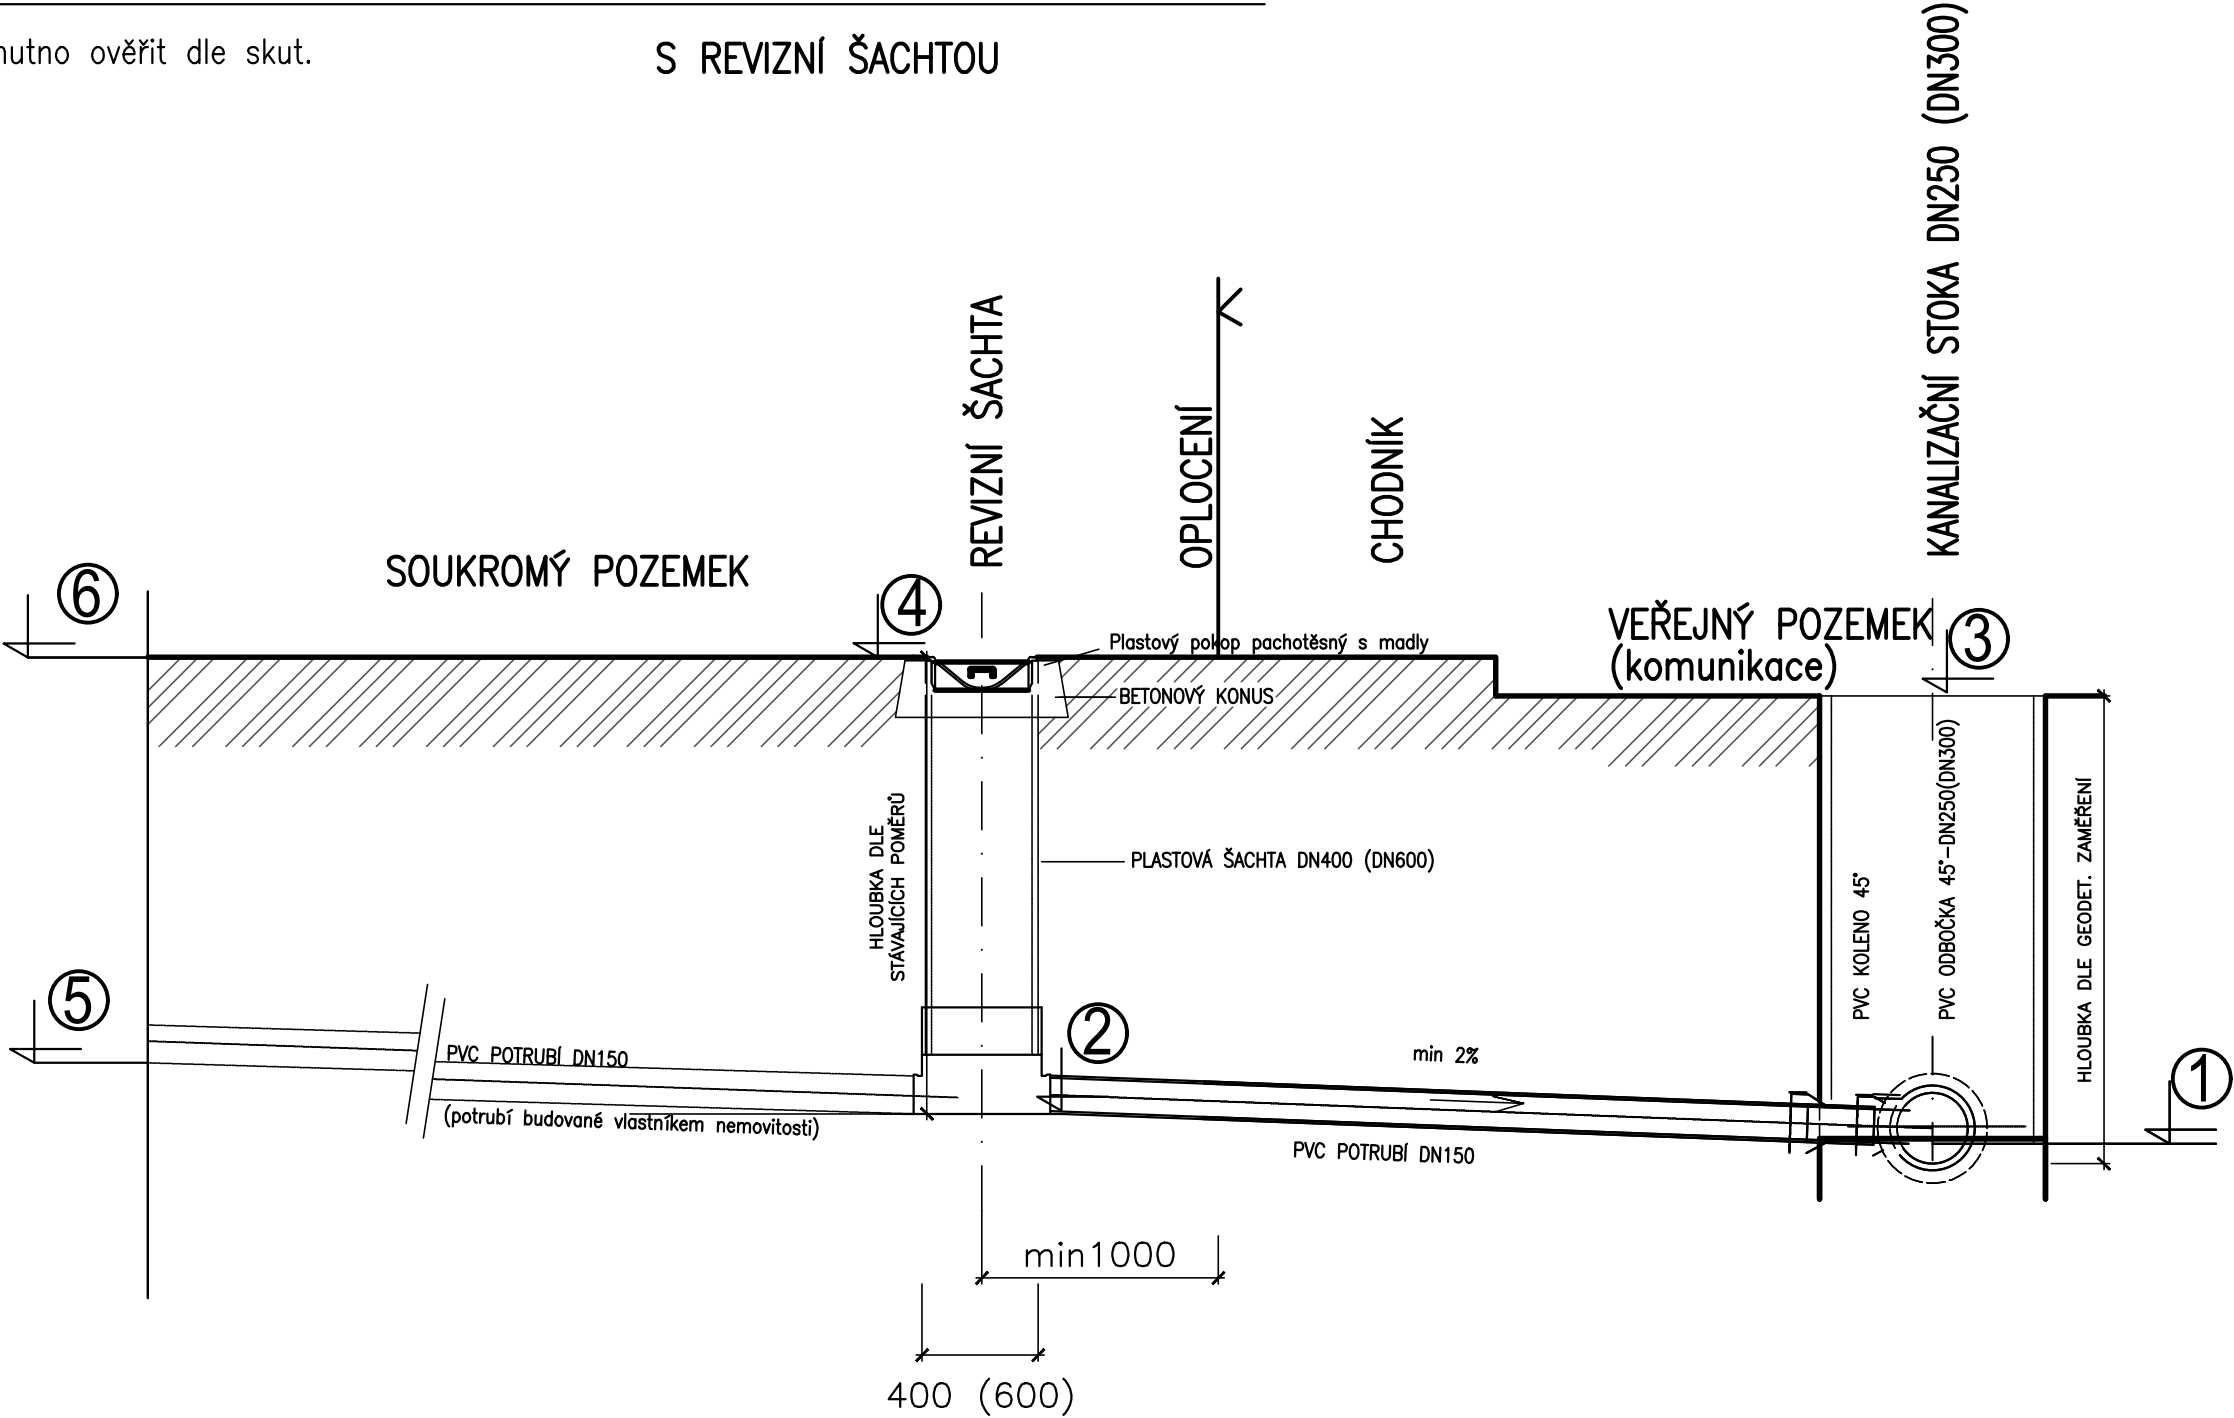 nutno ověřit dle skut.
S REVIZNÍ ŠACHTOU
KANALIZAČNÍ STOKA DN250 (DN300)
REVIZNÍ ŠACHTA
OPLOCENÍ
CHODNÍK
SOUKROMÝ POZEMEK
VEŘEJNÝ POZEMEK
(komunikace)
6
4
3
Plastový pokop pachotěsný s madly
BETONOVÝ KONUS
HLOUBKA DLE
STÁVAJÍCÍCH POMĚRŮ
PLASTOVÁ ŠACHTA DN400 (DN600)
PVC KOLENO 45°
PVC ODBOČKA 45°-DN250(DN300)
HLOUBKA DLE GEODET. ZAMĚŘENÍ
5
2
1
PVC POTRUBÍ DN150
(potrubí budované vlastníkem nemovitosti)
min 2%
PVC POTRUBÍ DN150
min1000
400 (600)